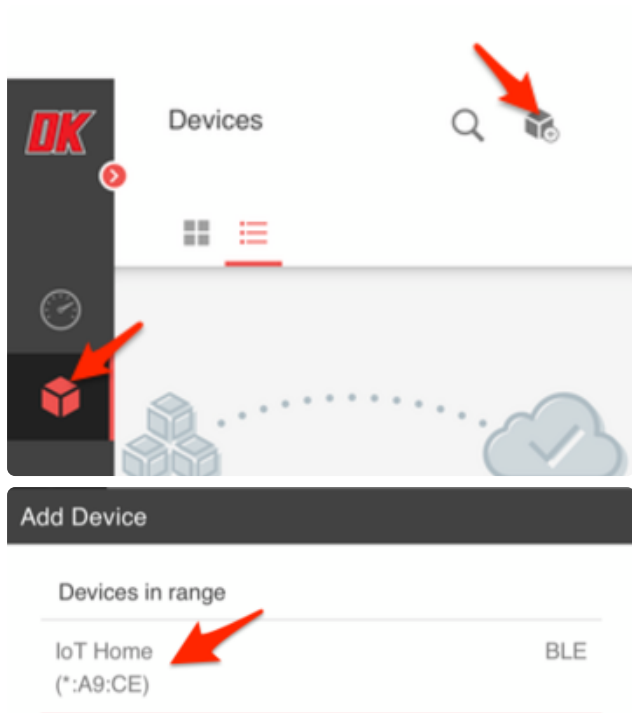 DK
Devices
Add Device
Devices in range
IoT Home
BLE
(*:A9:CE)